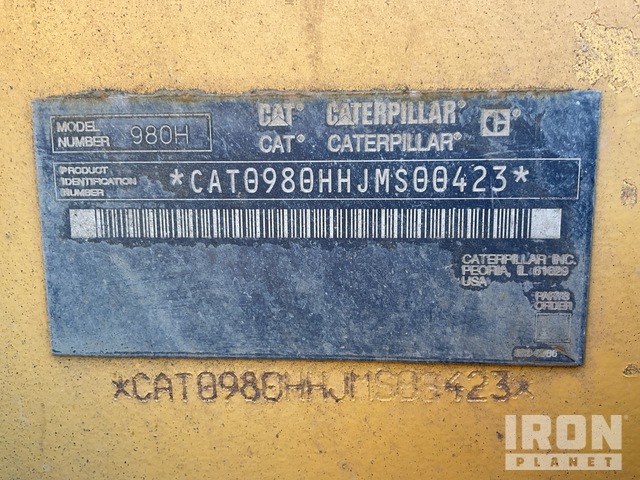 CAT® CATERPILLAR®
CAT® CATERPILLAR®
MODEL
NUMBER 980H
PRODUCT
IDENTIFICATION
NUMBER
*CAT0980HHJMS00423*
CATERPILLAR INC.
PEORIA, IL 61629
USA
PARTS
ORDER
*CAT0980HHJMS03423*
IRON
PLANET